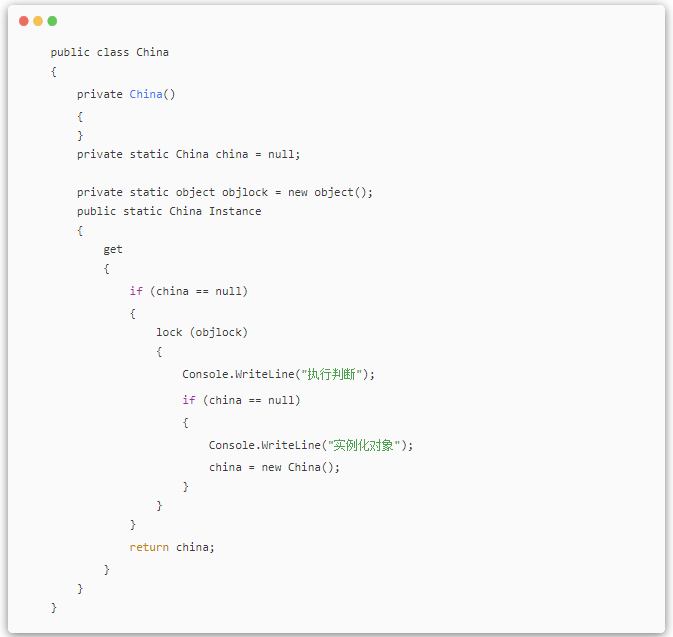 public class China
{
    private China()
    {
    }
    private static China china = null;

    private static object objlock = new object();
    public static China Instance
    {
        get
        {
            if (china == null)
            {
                lock (objlock)
                {
                    Console.WriteLine("执行判断");
                    if (china == null)
                    {
                        Console.WriteLine("实例化对象");
                        china = new China();
                    }
                }
            }
            return china;
        }
    }
}